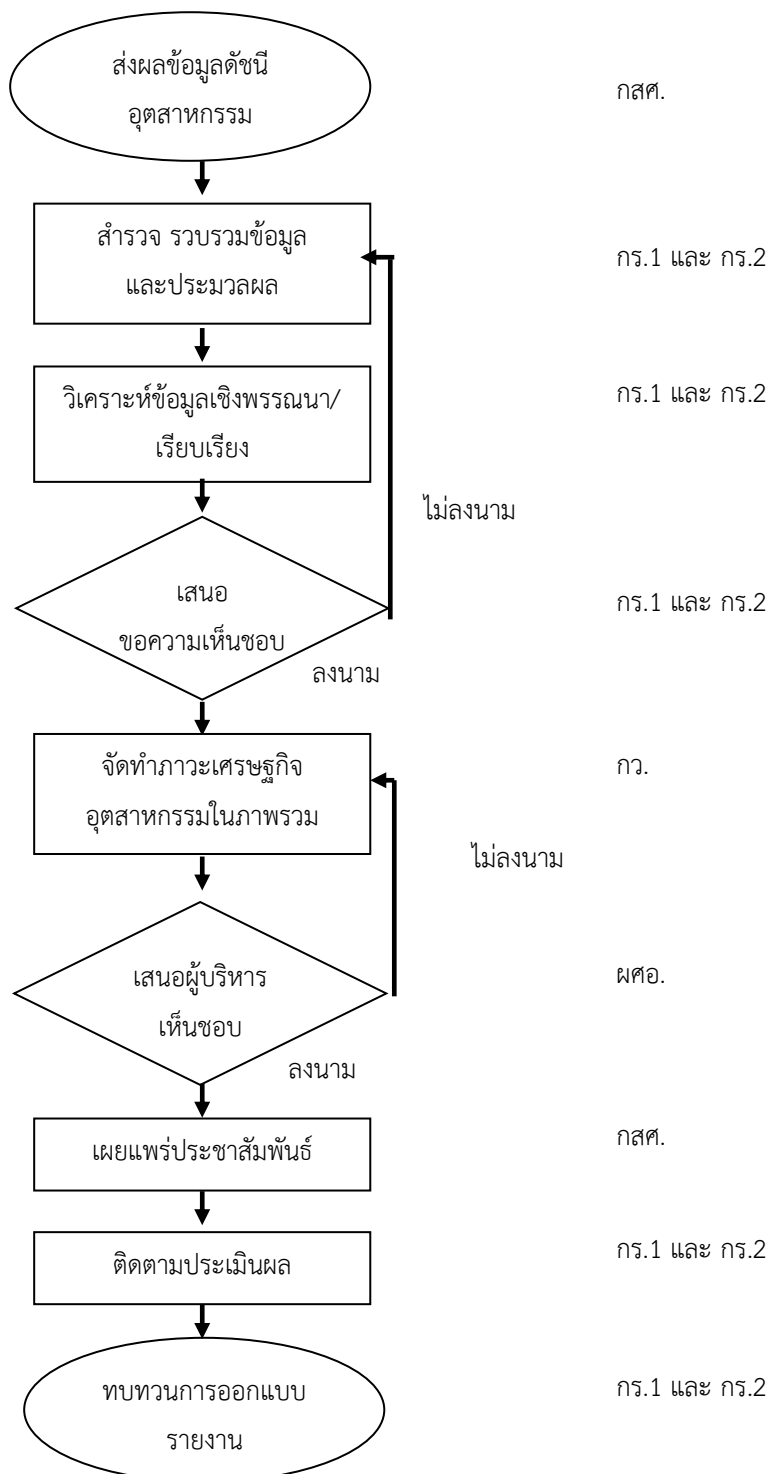 ส่งผลข้อมูลดัชนี
อุตสาหกรรม
กสศ.
สำรวจ รวบรวมข้อมูล
และประมวลผล
กร.1 และ กร.2
วิเคราะห์ข้อมูลเชิงพรรณนา/
เรียบเรียง
กร.1 และ กร.2
ไม่ลงนาม
เสนอ
ขอความเห็นชอบ
กร.1 และ กร.2
ลงนาม
จัดทำภาวะเศรษฐกิจ
อุตสาหกรรมในภาพรวม
กว.
ไม่ลงนาม
เสนอผู้บริหาร
เห็นชอบ
ผศอ.
ลงนาม
เผยแพร่ประชาสัมพันธ์
กสศ.
ติดตามประเมินผล
กร.1 และ กร.2
ทบทวนการออกแบบ
รายงาน
กร.1 และ กร.2